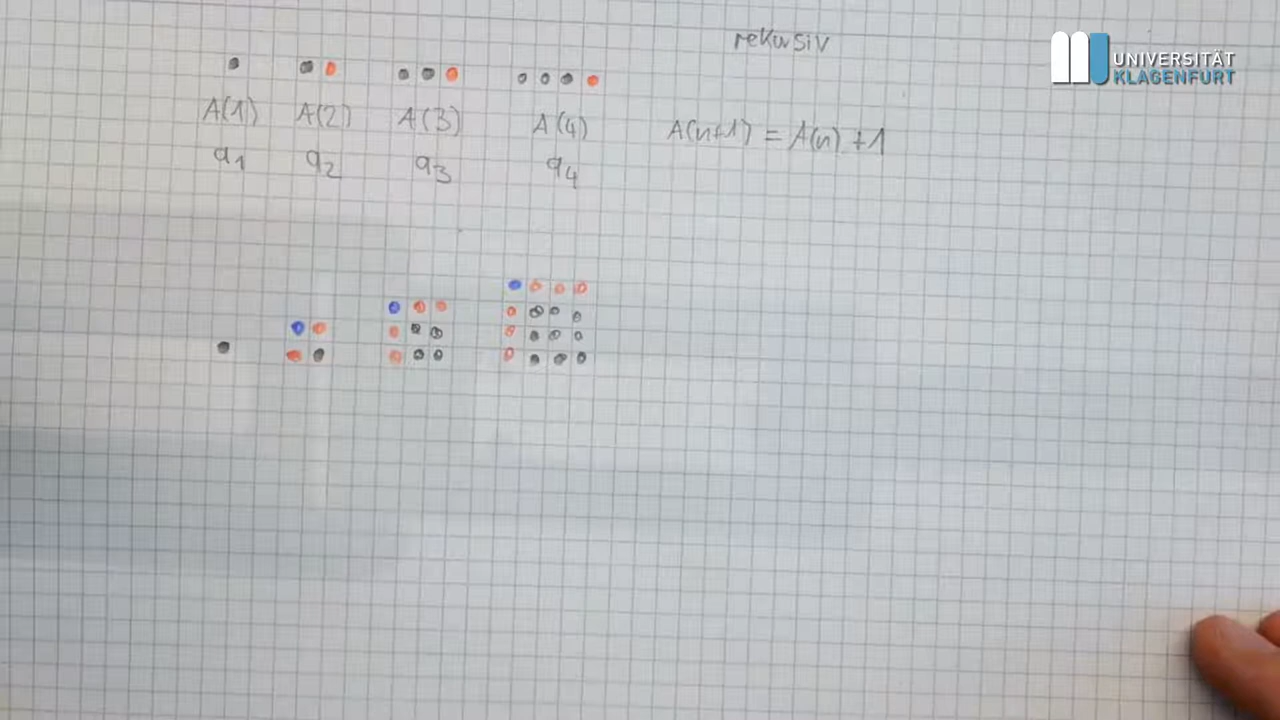 rekursiv
UNIVERSITÄT
KLAGENFURT
A(1) A(2) A(3) A(4) A(n+1) = A(n) + 1
a1 a2 a3 a4